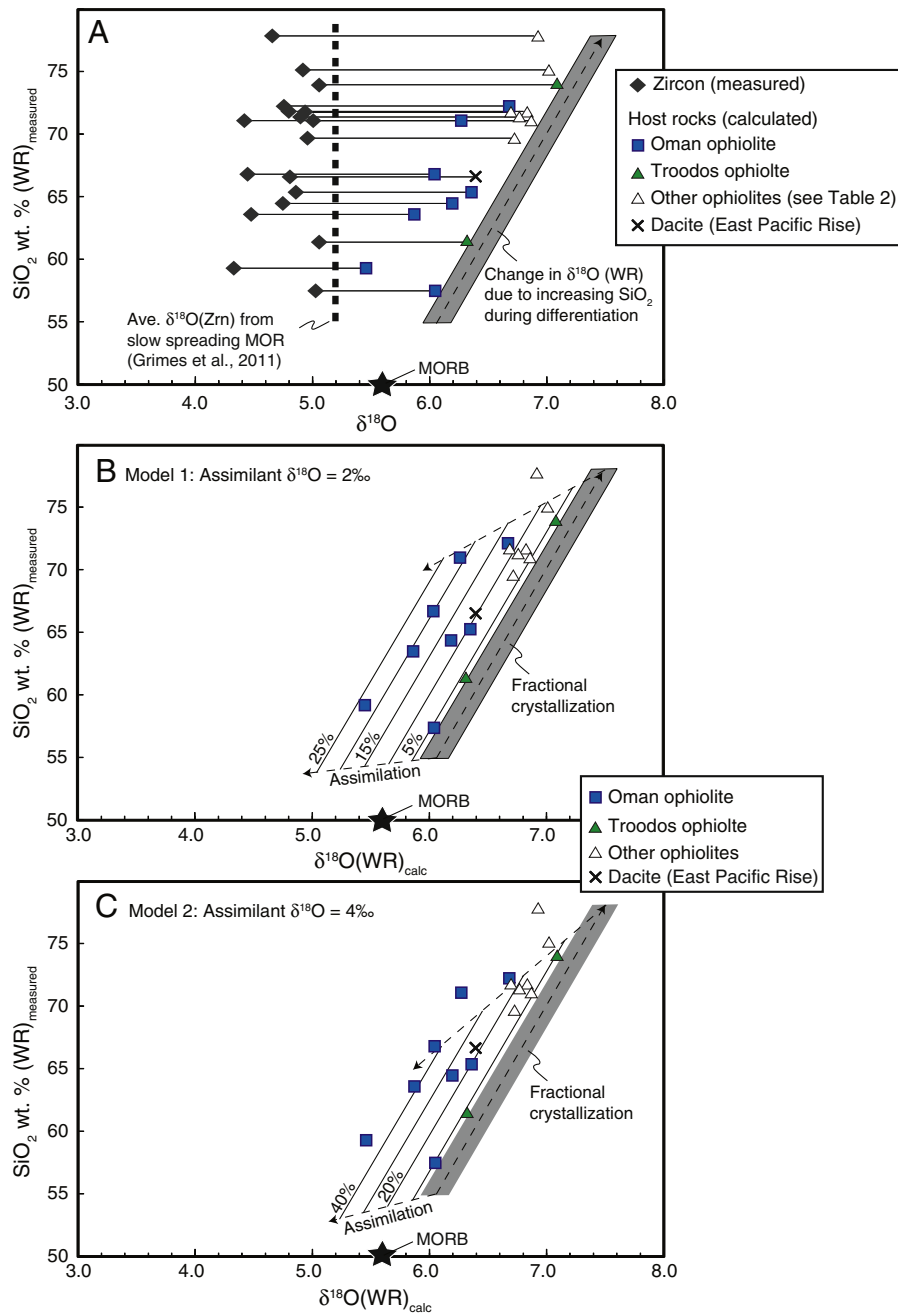 A
SiO2 wt. % (WR)measured
75
70
65
60
55
50
3.0 4.0 5.0 6.0 7.0 8.0
δ18O
Ave. δ18O(Zrn) from
slow spreading MOR
(Grimes et al., 2011)
MORB
Change in δ18O (WR)
due to increasing SiO2
during differentiation
Zircon (measured)
Host rocks (calculated)
Oman ophiolite
Troodos ophiolte
Other ophiolites (see Table 2)
Dacite (East Pacific Rise)
B Model 1: Assimilant δ18O = 2‰
SiO2 wt. % (WR)measured
75
70
65
60
55
50
25%
15%
5%
Assimilation
Fractional
crystallization
MORB
3.0 4.0 5.0 6.0 7.0
δ18O(WR)calc
Oman ophiolite
Troodos ophiolte
Other ophiolites
Dacite (East Pacific Rise)
C Model 2: Assimilant δ18O = 4‰
SiO2 wt. % (WR)measured
75
70
65
60
55
50
40%
20%
Assimilation
Fractional
crystallization
MORB
3.0 4.0 5.0 6.0 7.0 8.0
δ18O(WR)calc